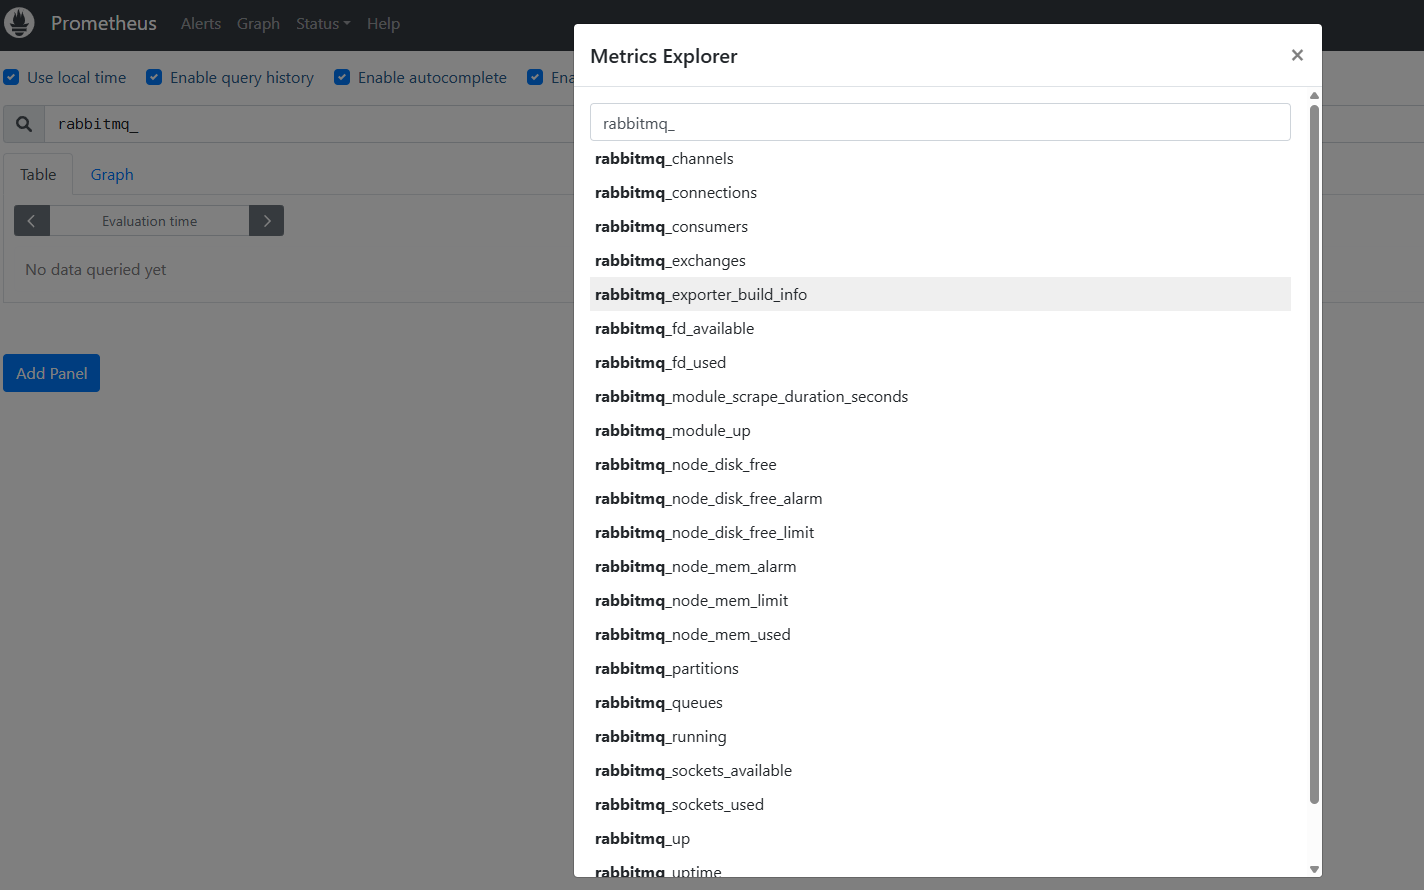 Prometheus Alerts Graph Status Help
Use local time Enable query history Enable autocomplete Ena
rabbitmq_
Table Graph
Evaluation time
No data queried yet
Add Panel
Metrics Explorer ×
rabbitmq_
rabbitmq_channels
rabbitmq_connections
rabbitmq_consumers
rabbitmq_exchanges
rabbitmq_exporter_build_info
rabbitmq_fd_available
rabbitmq_fd_used
rabbitmq_module_scrape_duration_seconds
rabbitmq_module_up
rabbitmq_node_disk_free
rabbitmq_node_disk_free_alarm
rabbitmq_node_disk_free_limit
rabbitmq_node_mem_alarm
rabbitmq_node_mem_limit
rabbitmq_node_mem_used
rabbitmq_partitions
rabbitmq_queues
rabbitmq_running
rabbitmq_sockets_available
rabbitmq_sockets_used
rabbitmq_up
rabbitmq_uptime